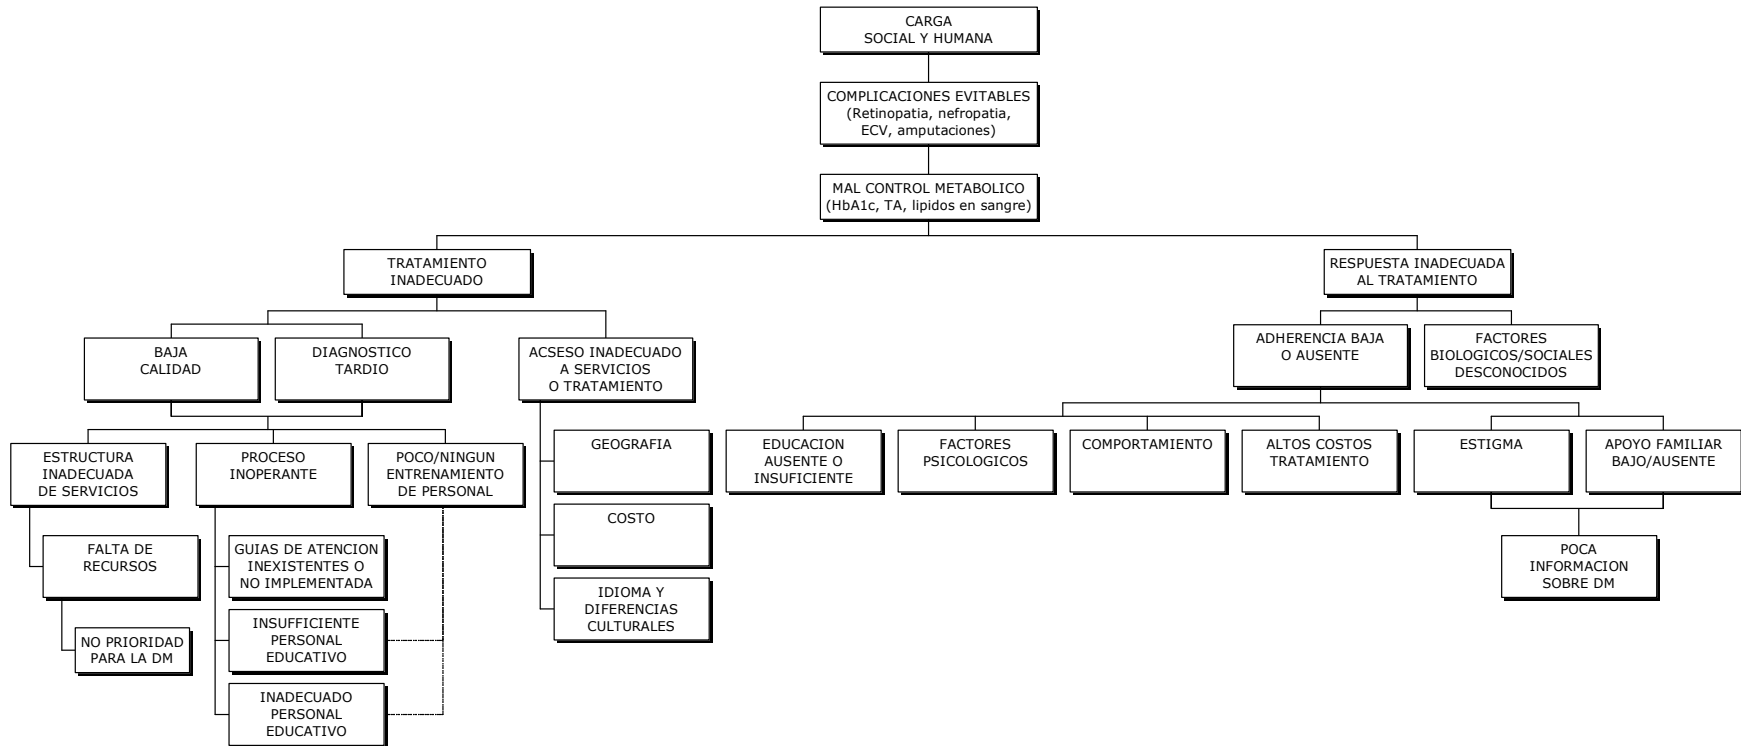 CARGA
SOCIAL Y HUMANA
COMPLICACIONES EVITABLES
(Retinopatia, nefropatia,
ECV, amputaciones)
MAL CONTROL METABOLICO
(HbA1c, TA, lipidos en sangre)
TRATAMIENTO
INADECUADO
RESPUESTA INADECUADA
AL TRATAMIENTO
BAJA
CALIDAD
DIAGNOSTICO
TARDIO
ACSESO INADECUADO
A SERVICIOS
O TRATAMIENTO
ADHERENCIA BAJA
O AUSENTE
FACTORES
BIOLOGICOS/SOCIALES
DESCONOCIDOS
ESTRUCTURA
INADECUADA
DE SERVICIOS
PROCESO
INOPERANTE
POCO/NINGUN
ENTRENAMIENTO
DE PERSONAL
GEOGRAFIA
EDUCACION
AUSENTE O
INSUFICIENTE
FACTORES
PSICOLOGICOS
COMPORTAMIENTO
ALTOS COSTOS
TRATAMIENTO
ESTIGMA
APOYO FAMILIAR
BAJO/AUSENTE
FALTA DE
RECURSOS
GUIAS DE ATENCION
INEXISTENTES O
NO IMPLEMENTADA
COSTO
POCA
INFORMACION
SOBRE DM
NO PRIORIDAD
PARA LA DM
INSUFFICIENTE
PERSONAL
EDUCATIVO
IDIOMA Y
DIFERENCIAS
CULTURALES
INADECUADO
PERSONAL
EDUCATIVO